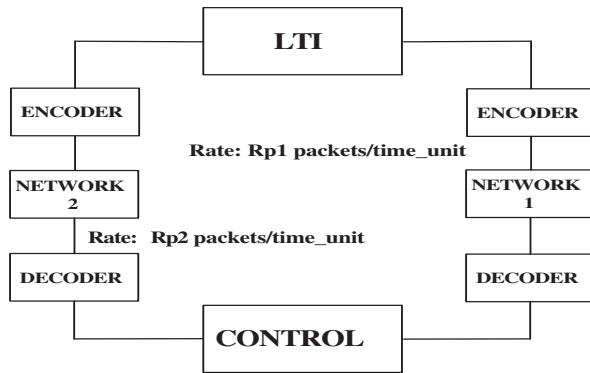 LTI
ENCODER
ENCODER
Rate: Rp1 packets/time_unit
NETWORK
2
NETWORK
1
Rate: Rp2 packets/time_unit
DECODER
DECODER
CONTROL